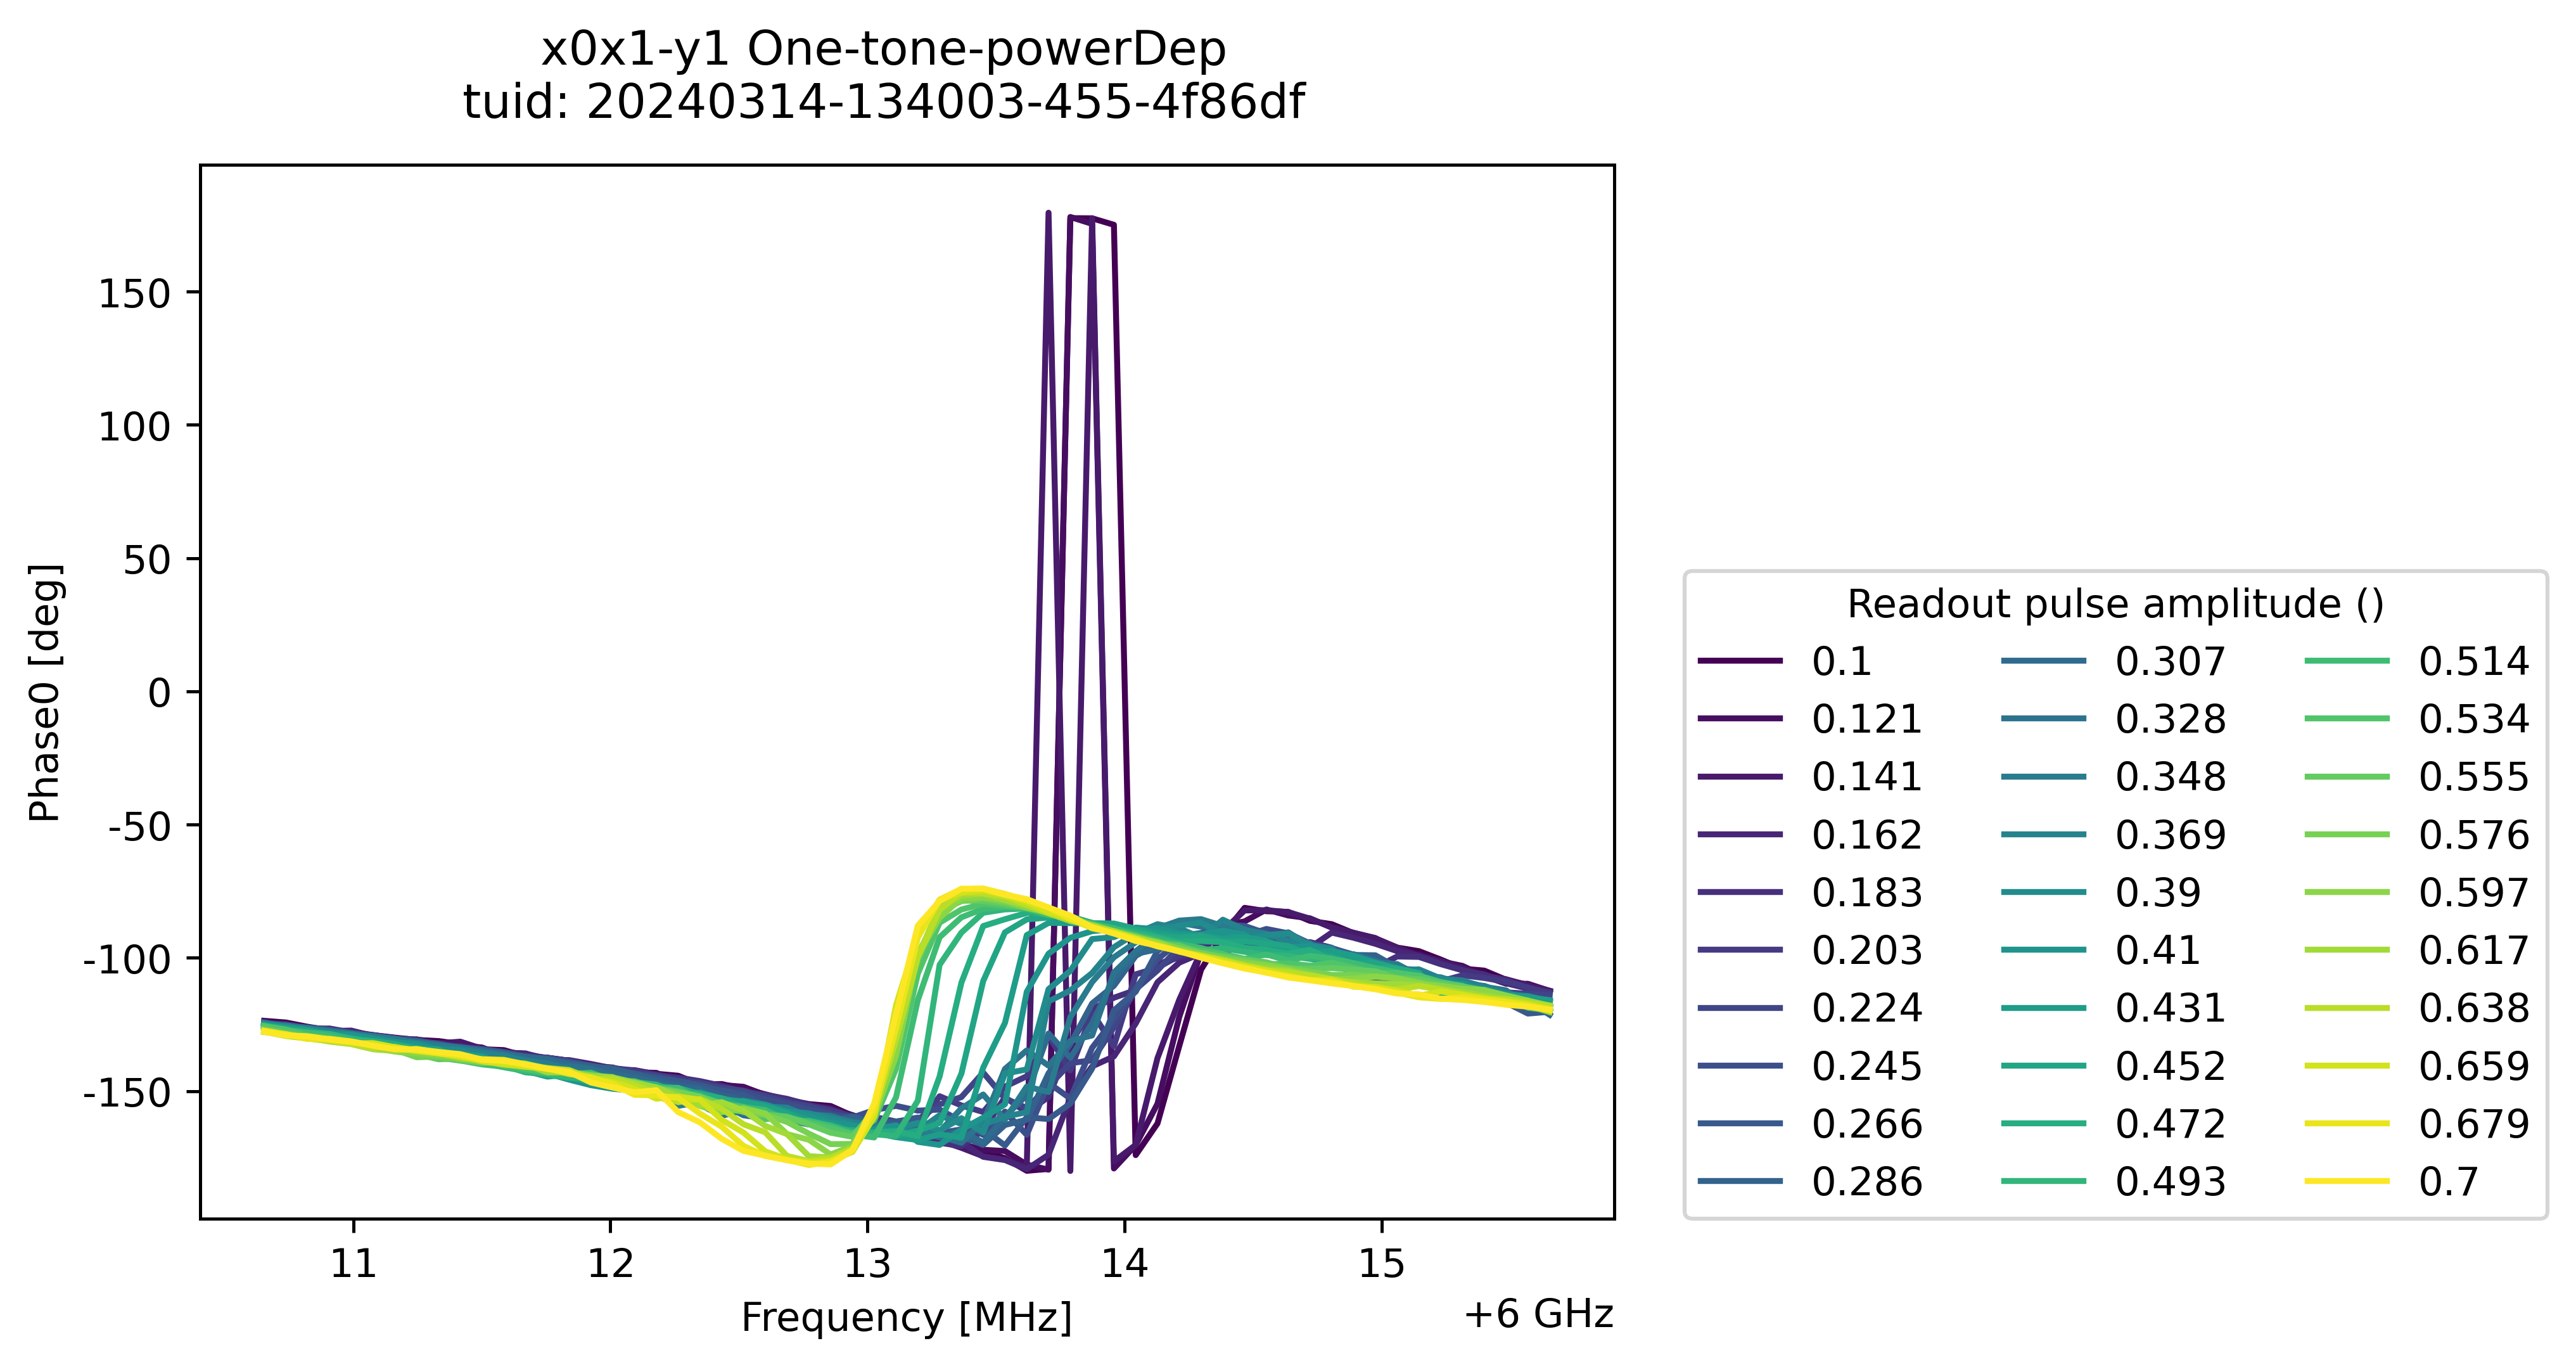 x0x1-y1 One-tone-powerDep
tuid: 20240314-134003-455-4f86df
Phase0 [deg]
150
100
50
0
-50
-100
-150
11 12 13 14 15
Frequency [MHz]
+6 GHz
Readout pulse amplitude ()
0.1 0.307 0.514
0.121 0.328 0.534
0.141 0.348 0.555
0.162 0.369 0.576
0.183 0.39 0.597
0.203 0.41 0.617
0.224 0.431 0.638
0.245 0.452 0.659
0.266 0.472 0.679
0.286 0.493 0.7